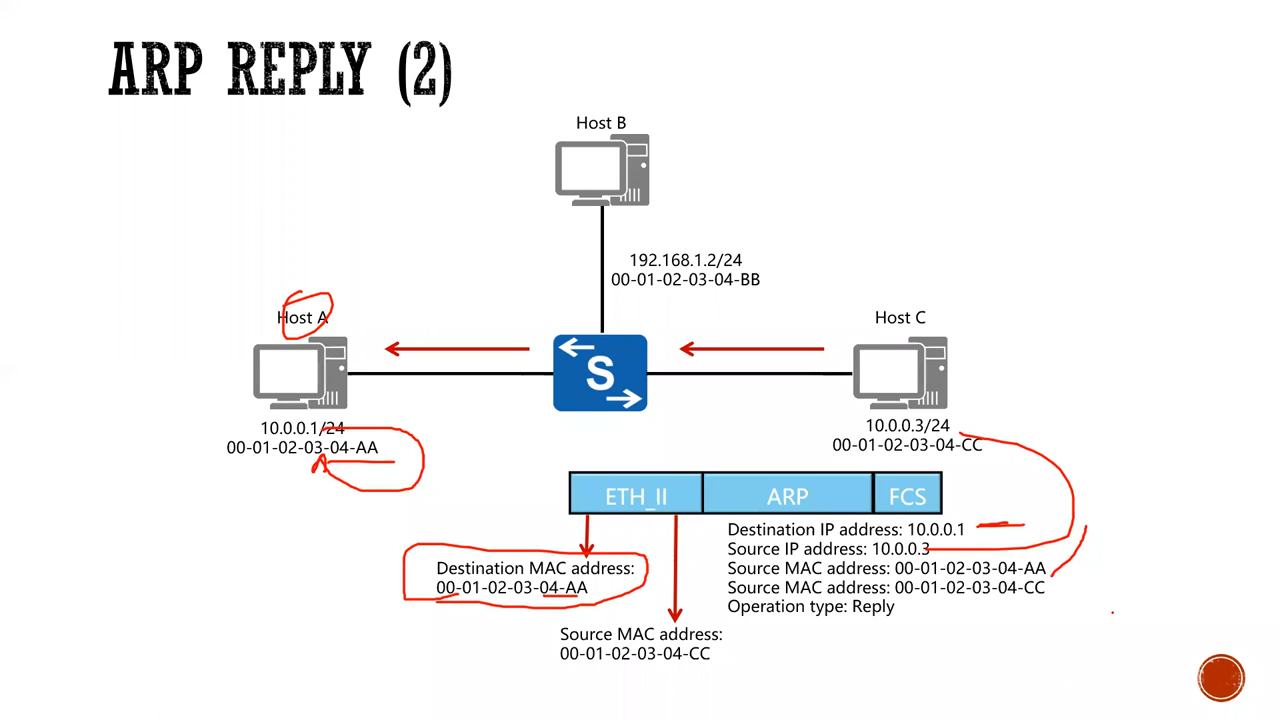 ARP REPLY (2)
Host B
192.168.1.2/24
00-01-02-03-04-BB
Host A
Host C
S
10.0.0.1/24
00-01-02-03-04-AA
10.0.0.3/24
00-01-02-03-04-CC
ETH_II
ARP
FCS
Destination IP address: 10.0.0.1
Source IP address: 10.0.0.3
Source MAC address: 00-01-02-03-04-AA
Source MAC address: 00-01-02-03-04-CC
Operation type: Reply
Destination MAC address:
00-01-02-03-04-AA
Source MAC address:
00-01-02-03-04-CC